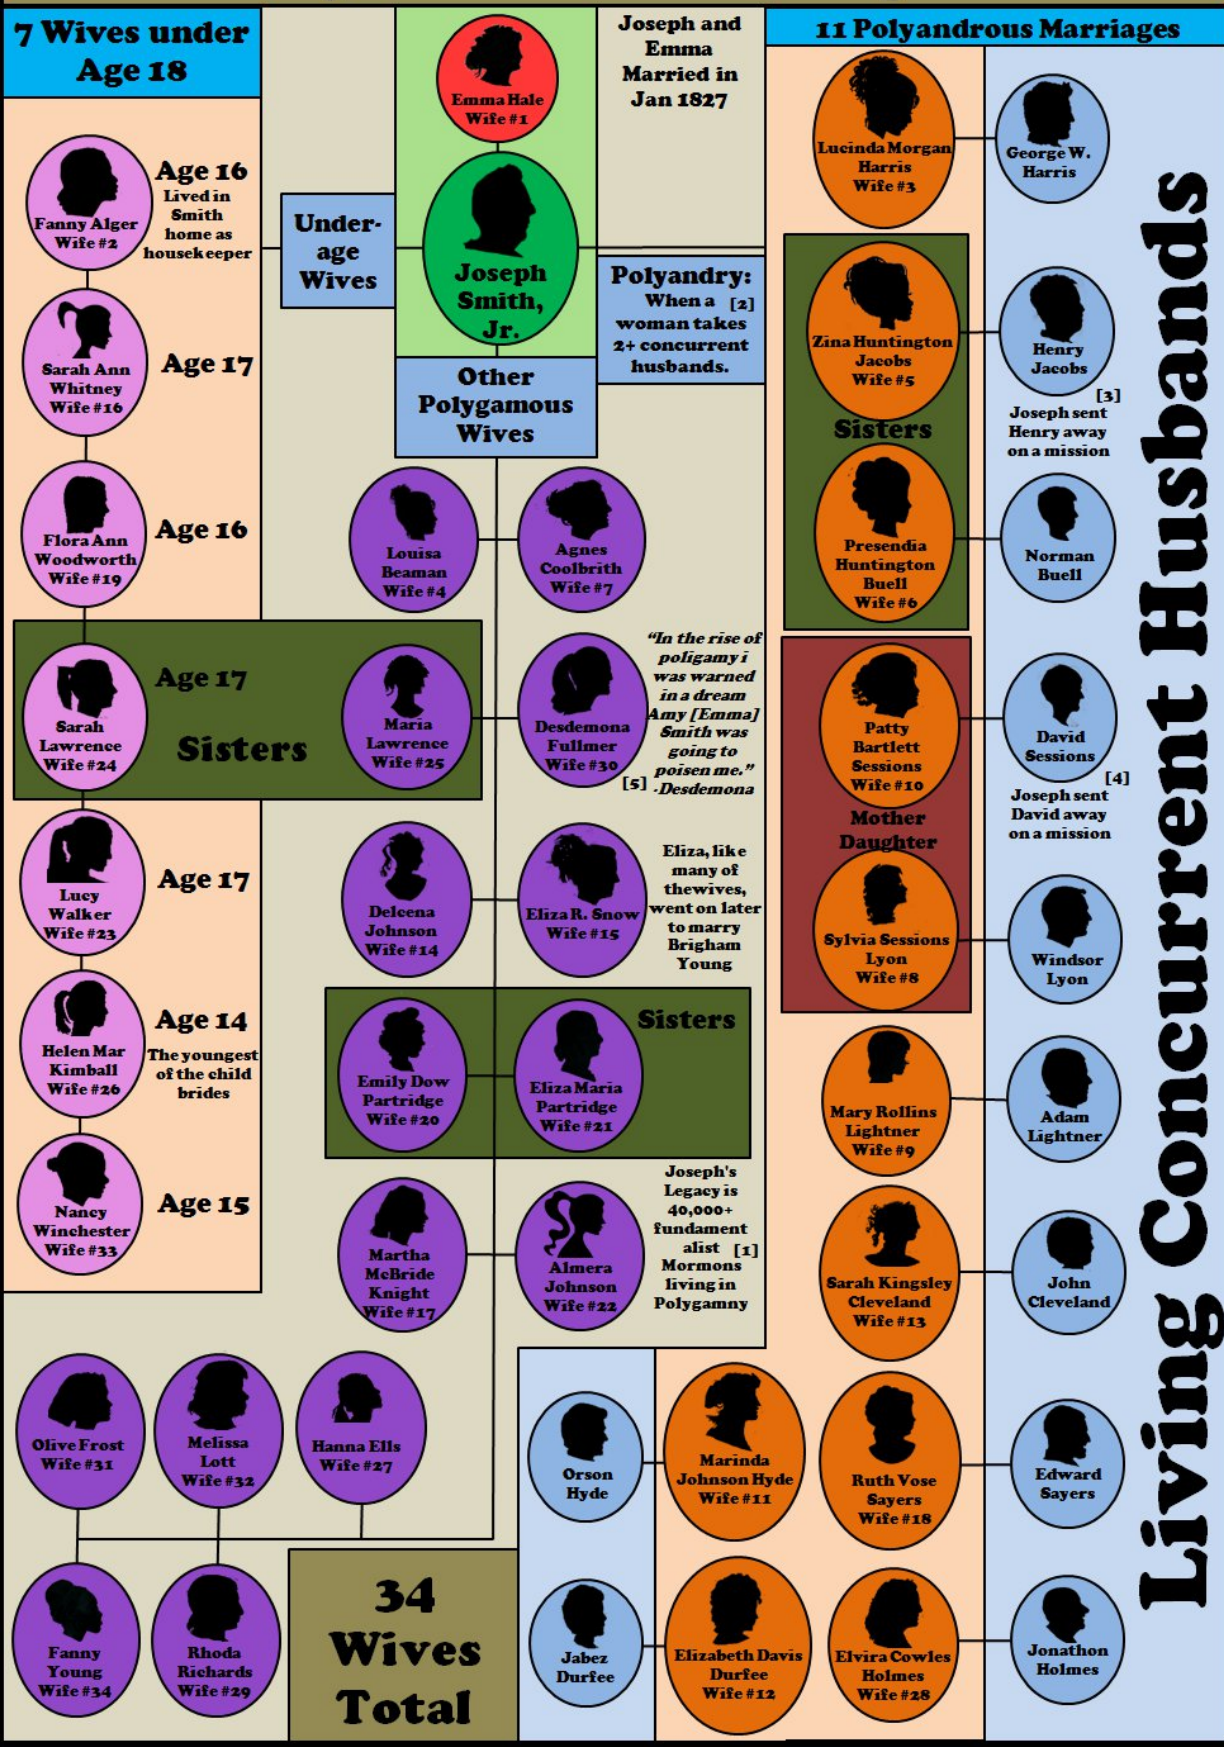 7 Wives under
Age 18
Fanny Alger
Wife #2
Age 16
Lived in
Smith
home as
housekeeper
Sarah Ann
Whitney
Wife #16
Age 17
Flora Ann
Woodworth
Wife #19
Age 16
Sarah
Lawrence
Wife #24
Age 17
Sisters
Maria
Lawrence
Wife #25
Lucy
Walker
Wife #23
Age 17
Helen Mar
Kimball
Wife #26
Age 14
The youngest
of the child
brides
Nancy
Winchester
Wife #33
Age 15
Emma Hale
Wife #1
Joseph and
Emma
Married in
Jan 1827
Under-
age
Wives
Joseph
Smith,
Jr.
Polyandry:
When a [2]
woman takes
2+ concurrent
husbands.
Other
Polygamous
Wives
Louisa
Beaman
Wife #4
Agnes
Coolbrith
Wife #7
Desdemona
Fullmer
Wife #30
[5]
“In the rise of
poligamy i
was warned
in a dream
Amy [Emma]
Smith was
going to
poisen me.”
-Desdemona
Delcena
Johnson
Wife #14
Eliza R. Snow
Wife #15
Eliza, like
many of
thewives,
went on later
to marry
Brigham
Young
Emily Dow
Partridge
Wife #20
Eliza Maria
Partridge
Wife #21
Sisters
Martha
McBride
Knight
Wife #17
Almera
Johnson
Wife #22
Joseph's
Legacy is
40,000+
fundament
alist [1]
Mormons
living in
Polygamny
Olive Frost
Wife #31
Melissa
Lott
Wife #32
Hanna Ells
Wife #27
Fanny
Young
Wife #34
Rhoda
Richards
Wife #29
34
Wives
Total
11 Polyandrous Marriages
Lucinda Morgan
Harris
Wife #3
George W.
Harris
Zina Huntington
Jacobs
Wife #5
Henry
Jacobs
[3]
Joseph sent
Henry away
on a mission
Sisters
Presendia
Huntington
Buell
Wife #6
Norman
Buell
Patty
Bartlett
Sessions
Wife #10
David
Sessions
[4]
Joseph sent
David away
on a mission
Mother
Daughter
Sylvia Sessions
Lyon
Wife #8
Windsor
Lyon
Mary Rollins
Lightner
Wife #9
Adam
Lightner
Sarah Kingsley
Cleveland
Wife #13
John
Cleveland
Orson
Hyde
Marinda
Johnson Hyde
Wife #11
Ruth Vose
Sayers
Wife #18
Edward
Sayers
Jabez
Durfee
Elizabeth Davis
Durfee
Wife #12
Elvira Cowles
Holmes
Wife #28
Jonathon
Holmes
Living Concurrent Husbands